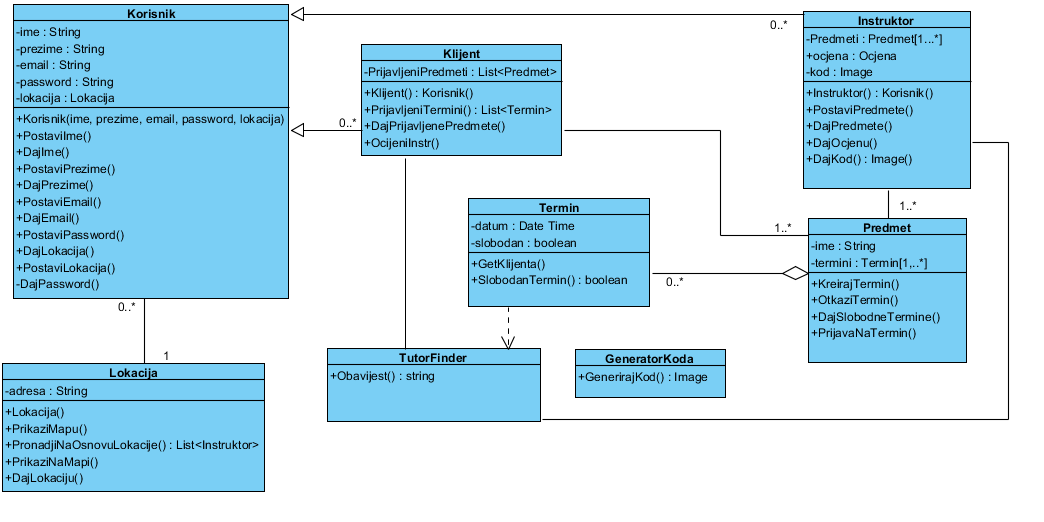 Korisnik
-ime : String
-prezime : String
-email : String
-password : String
-lokacija : Lokacija
+Korisnik(ime, prezime, email, password, lokacija)
+PostaviIme()
+DajIme()
+PostaviPrezime()
+DajPrezime()
+PostaviEmail()
+DajEmail()
+PostaviPassword()
+DajLokacija()
+PostaviLokacija()
-DajPassword()
0..*
0..*
Klijent
-PrijavljeniPredmeti : List<Predmet>
+Klijent() : Korisnik()
+PrijavljeniTermini() : List<Termin>
+DajPrijavljenePredmete()
+OcijeniInstr()
Instruktor
-Predmeti : Predmet[1...*]
+ocjena : Ocjena
-kod : Image
+Instruktor() : Korisnik()
+PostaviPredmete()
+DajPredmete()
+DajOcjenu()
+DajKod() : Image()
1..*
1..*
Termin
-datum : Date Time
-slobodan : boolean
+GetKlijenta()
+SlobodanTermin() : boolean
0..*
Predmet
-ime : String
-termini : Termin[1,..*]
+KreirajTermin()
+OtkaziTermin()
+DajSlobodneTermine()
+PrijavaNaTermin()
0..*
1
Lokacija
-adresa : String
+Lokacija()
+PrikaziMapu()
+PronadjiNaOsnovuLokacije() : List<Instruktor>
+PrikaziNaMapi()
+DajLokaciju()
TutorFinder
+Obavijest() : string
GeneratorKoda
+GenerirajKod() : Image